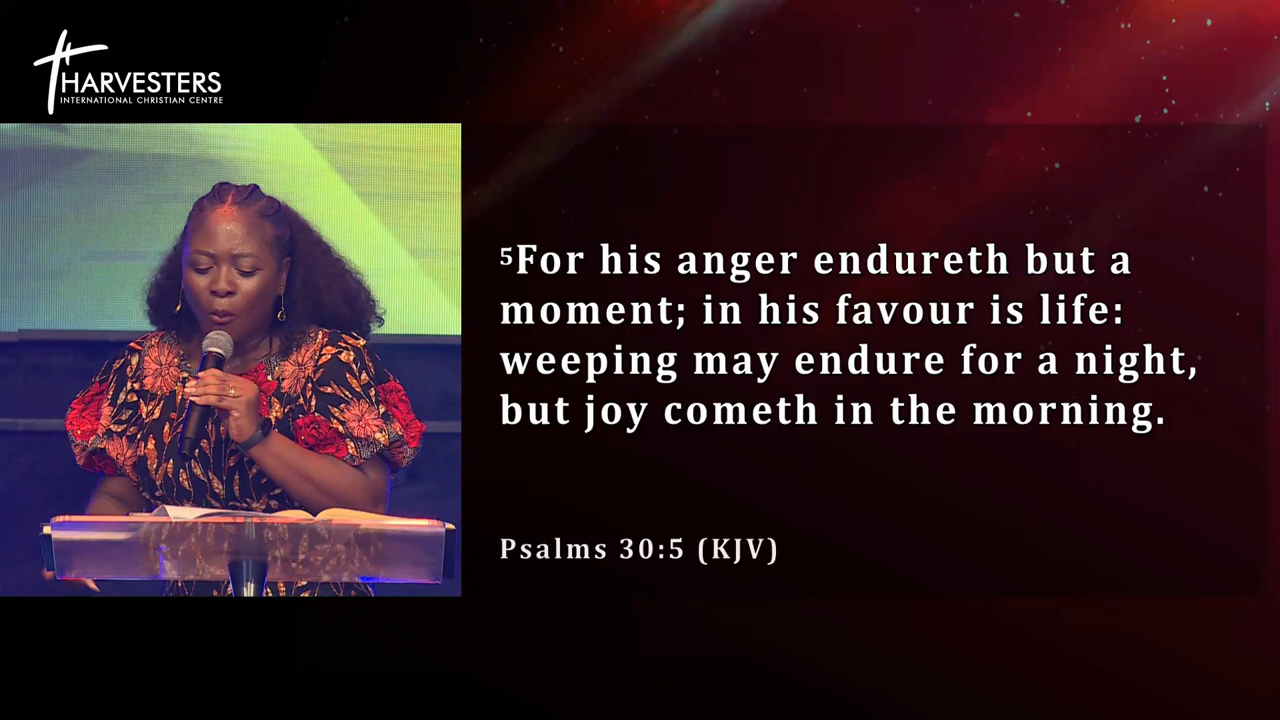 HARVESTERS
INTERNATIONAL CHRISTIAN CENTRE
5For his anger endureth but a
moment; in his favour is life:
weeping may endure for a night,
but joy cometh in the morning.
Psalms 30:5 (KJV)